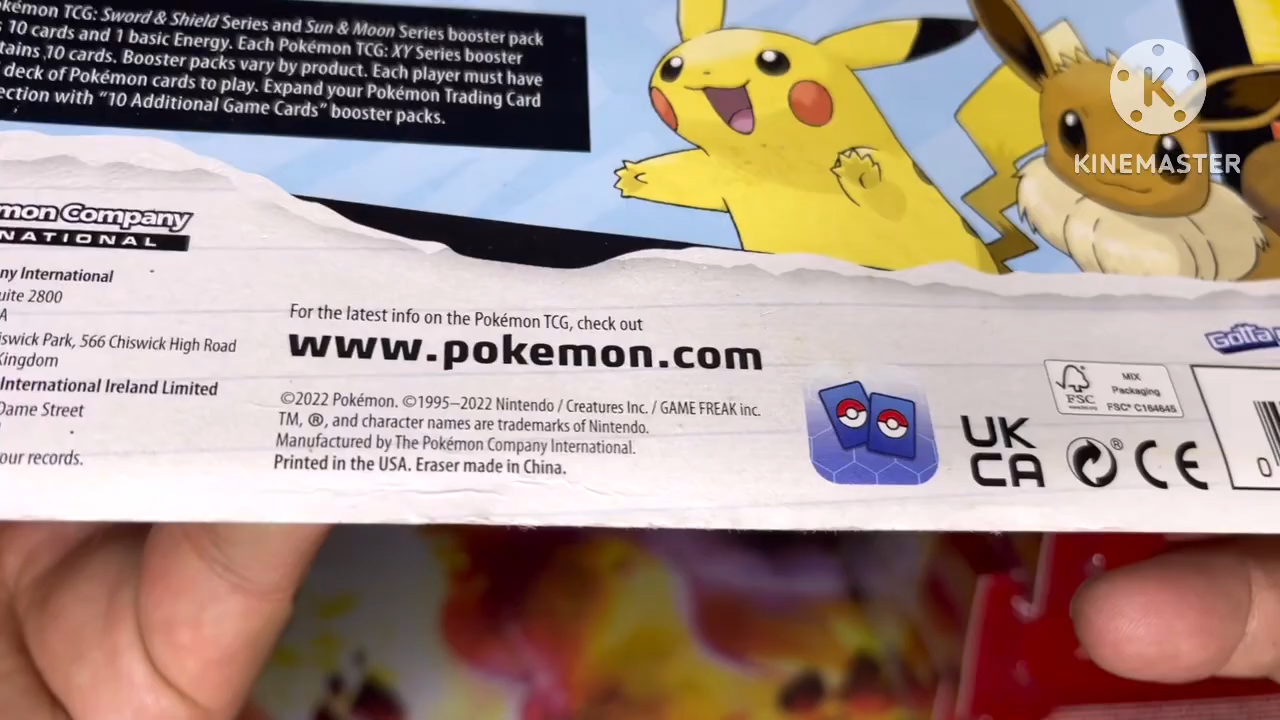 kémon TCG: Sword & Shield Series and Sun & Moon Series booster pack
10 cards and 1 basic Energy. Each Pokémon TCG: XY Series booster
tains 10 cards. Booster packs vary by product. Each player must have
deck of Pokémon cards to play. Expand your Pokémon Trading Card
ection with “10 Additional Game Cards” booster packs.
KINEMASTER
mon Company
NATIONAL
ny International
uite 2800
A
iswick Park, 566 Chiswick High Road
Kingdom
International Ireland Limited
Dame Street
our records.
For the latest info on the Pokémon TCG, check out
www.pokemon.com
©2022 Pokémon. ©1995–2022 Nintendo / Creatures Inc. / GAME FREAK inc.
TM, ®, and character names are trademarks of Nintendo.
Manufactured by The Pokémon Company International.
Printed in the USA. Eraser made in China.
Gotta
FSC
MIX
Packaging
FSC® C164645
UK
CA
®
CE
0